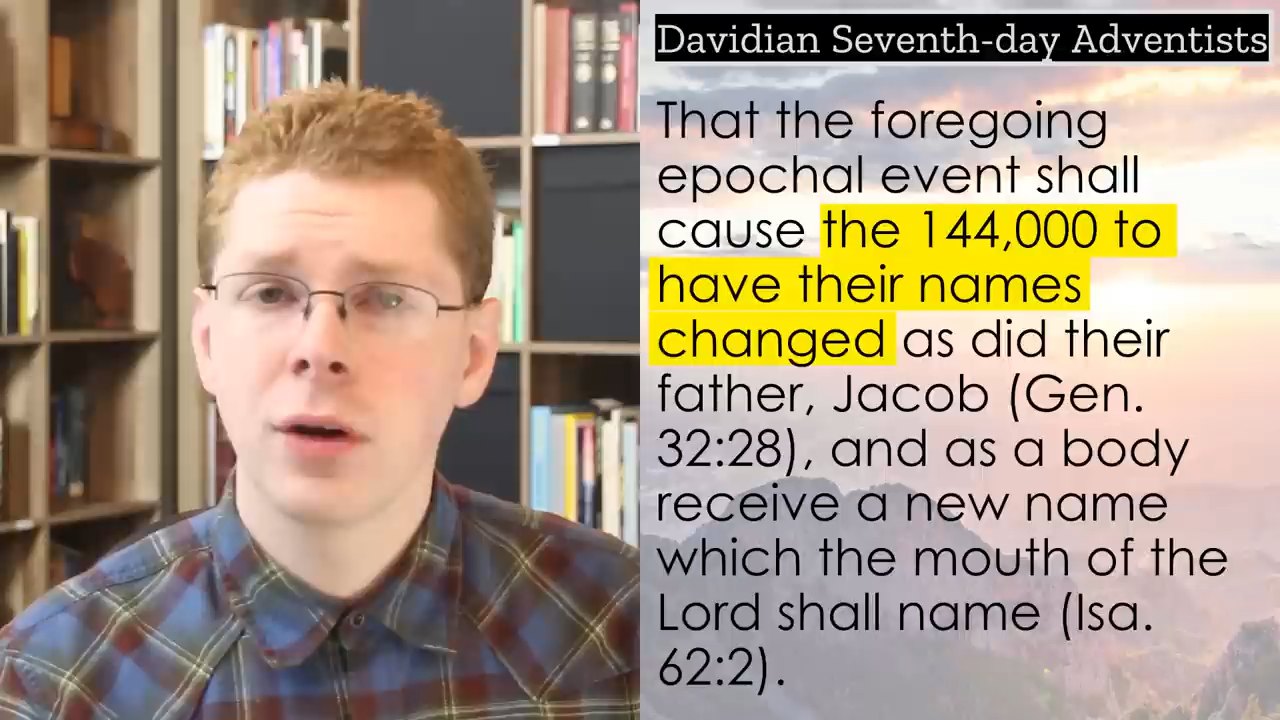 Davidian Seventh-day Adventists
That the foregoing
epochal event shall
cause the 144,000 to
have their names
changed as did their
father, Jacob (Gen.
32:28), and as a body
receive a new name
which the mouth of the
Lord shall name (Isa.
62:2).